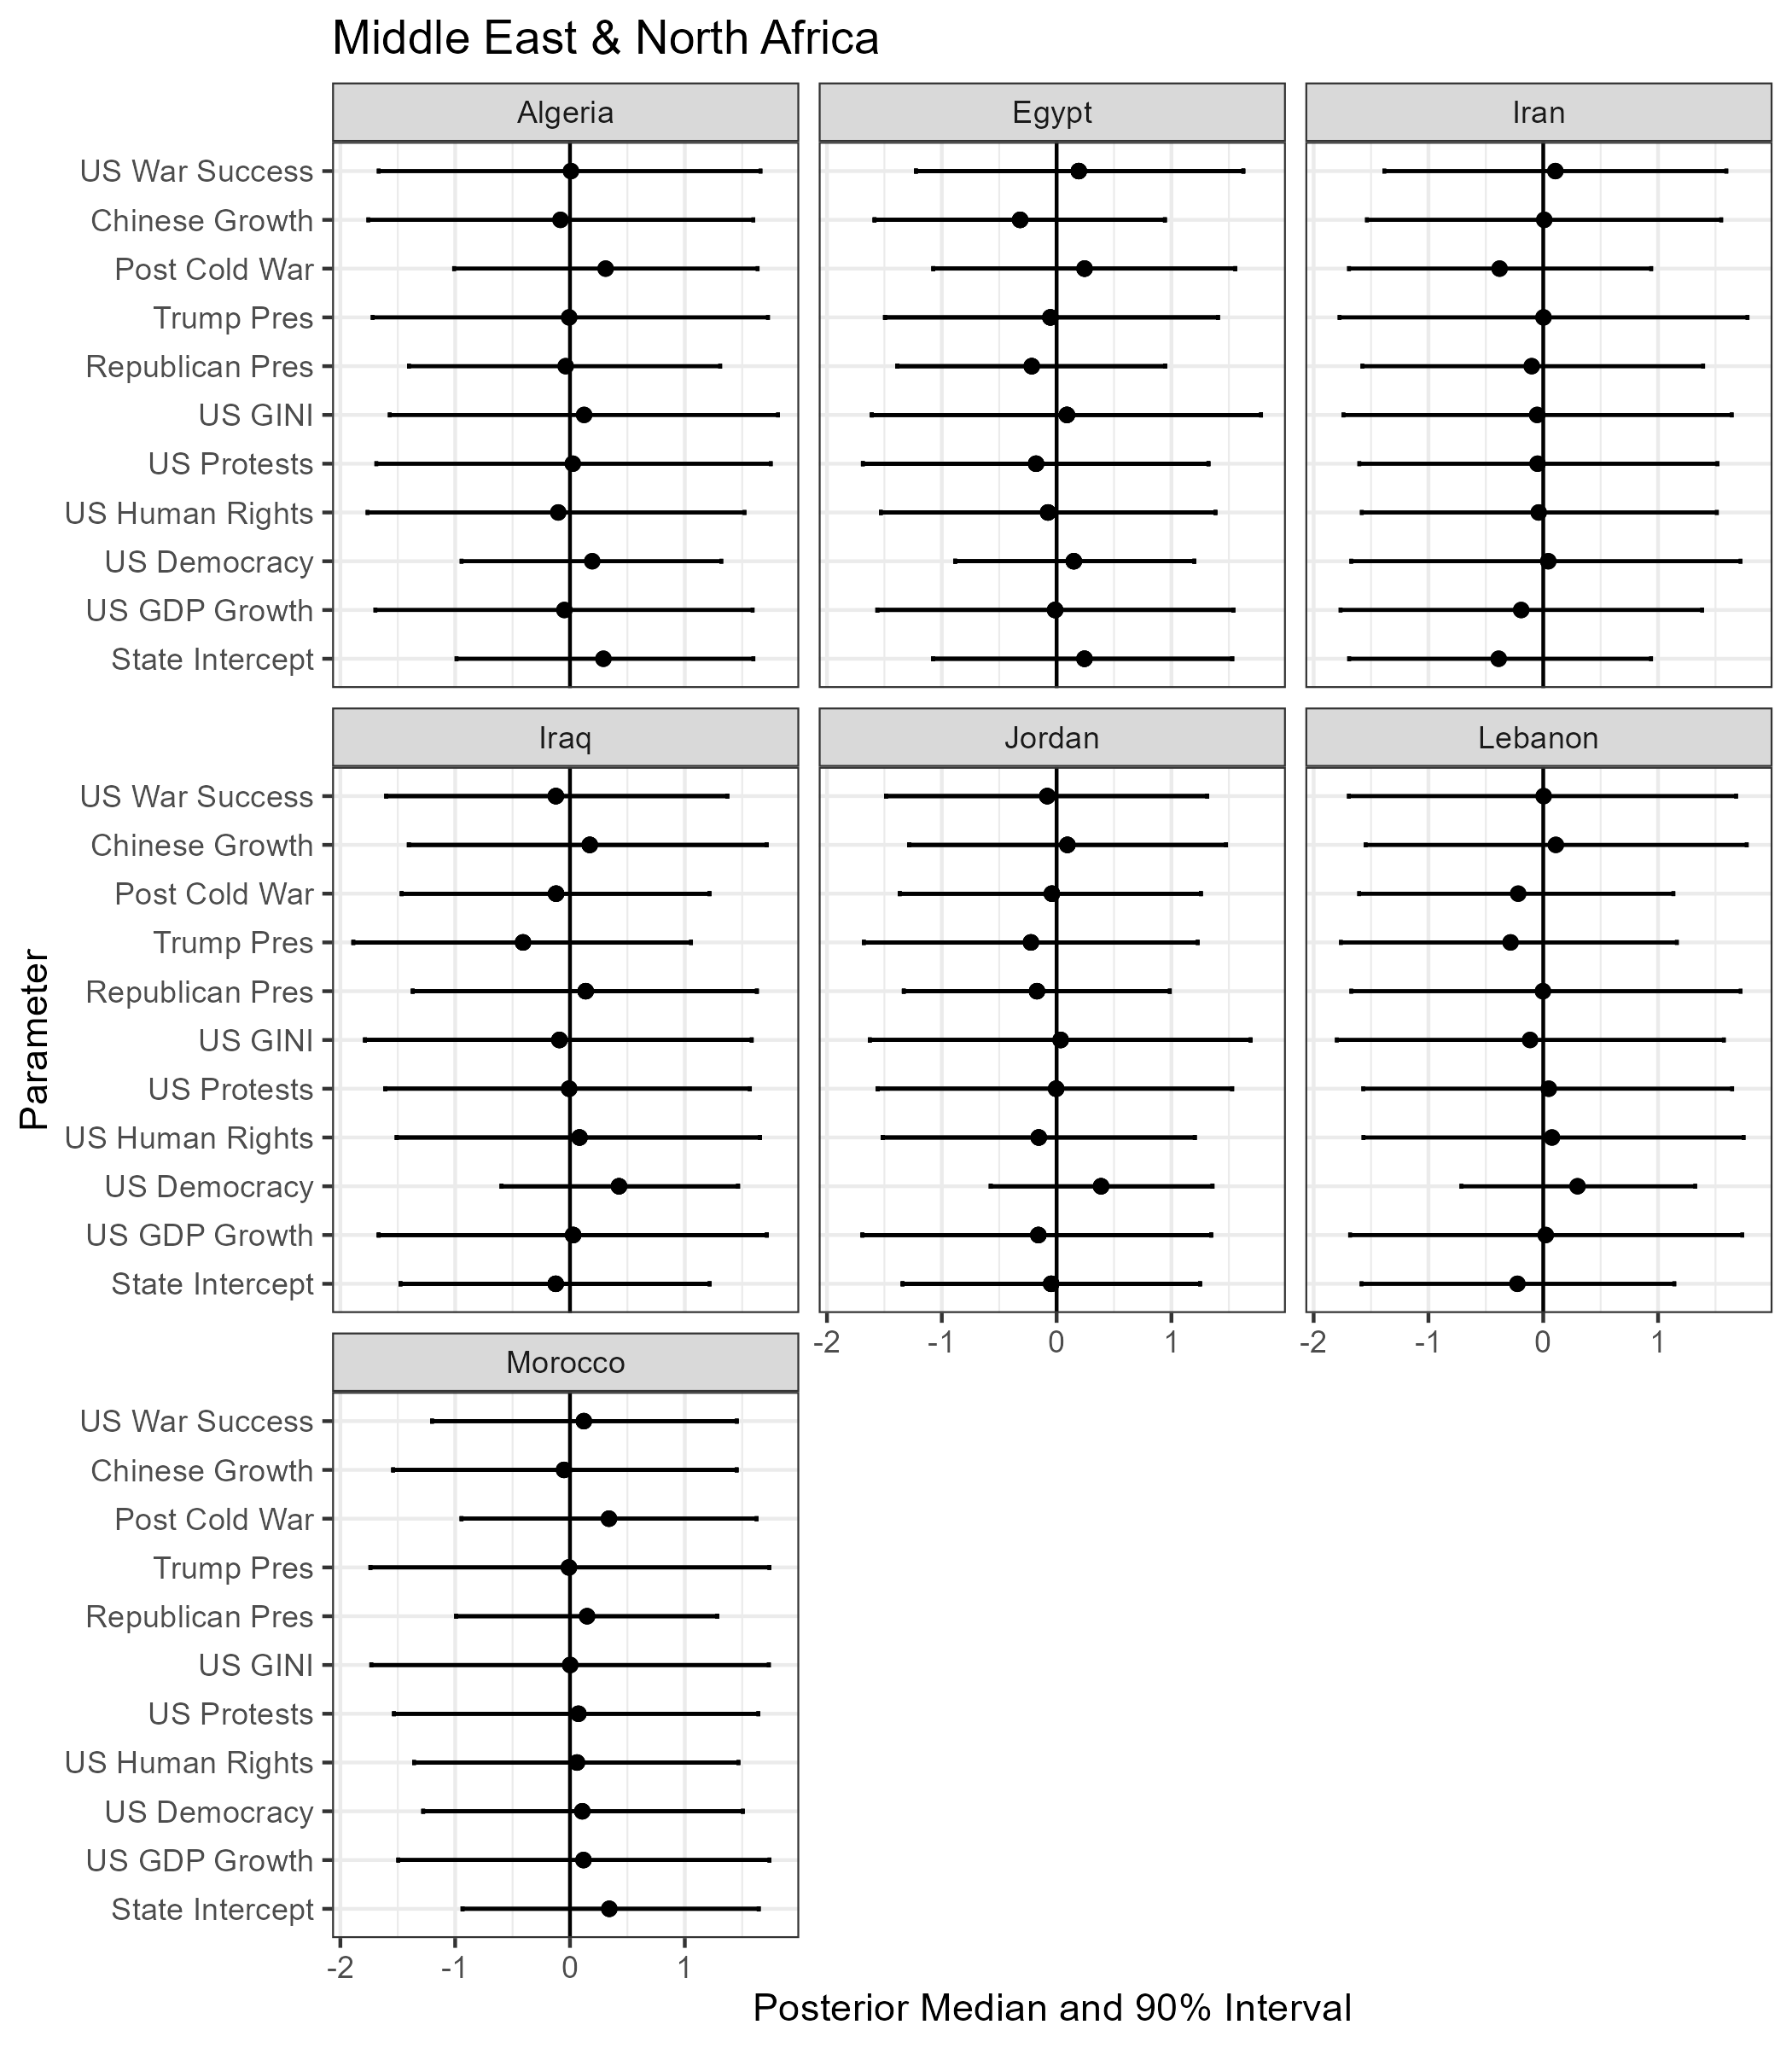 Middle East & North Africa
Algeria
Egypt
Iran
US War Success
Chinese Growth
Post Cold War
Trump Pres
Republican Pres
US GINI
US Protests
US Human Rights
US Democracy
US GDP Growth
State Intercept
Iraq
Jordan
Lebanon
US War Success
Chinese Growth
Post Cold War
Trump Pres
Republican Pres
US GINI
US Protests
US Human Rights
US Democracy
US GDP Growth
State Intercept
-2 -1 0 1
-2 -1 0 1
Morocco
US War Success
Chinese Growth
Post Cold War
Trump Pres
Republican Pres
US GINI
US Protests
US Human Rights
US Democracy
US GDP Growth
State Intercept
-2 -1 0 1
Parameter
Posterior Median and 90% Interval